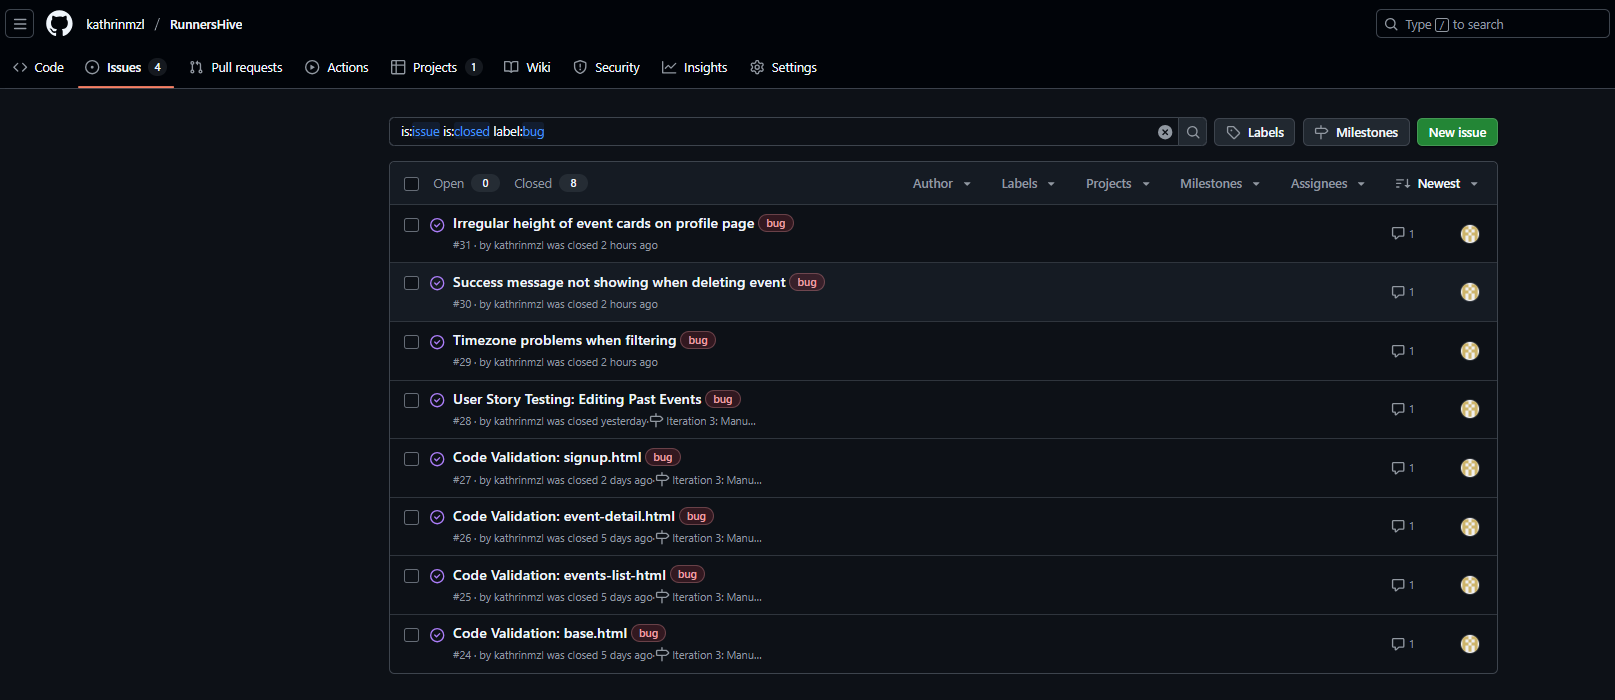 kathrinmzl / RunnersHive
Type / to search
Code Issues 4 Pull requests Actions Projects 1 Wiki Security Insights Settings
is:issue is:closed label:bug
Labels Milestones New issue
Open 0 Closed 8 Author Labels Projects Milestones Assignees Newest
Irregular height of event cards on profile page bug
1
#31 · by kathrinmzl was closed 2 hours ago
Success message not showing when deleting event bug
1
#30 · by kathrinmzl was closed 2 hours ago
Timezone problems when filtering bug
1
#29 · by kathrinmzl was closed 2 hours ago
User Story Testing: Editing Past Events bug
1
#28 · by kathrinmzl was closed yesterday· Iteration 3: Manu...
Code Validation: signup.html bug
1
#27 · by kathrinmzl was closed 2 days ago· Iteration 3: Manu...
Code Validation: event-detail.html bug
1
#26 · by kathrinmzl was closed 5 days ago· Iteration 3: Manu...
Code Validation: events-list-html bug
1
#25 · by kathrinmzl was closed 5 days ago· Iteration 3: Manu...
Code Validation: base.html bug
1
#24 · by kathrinmzl was closed 5 days ago· Iteration 3: Manu...